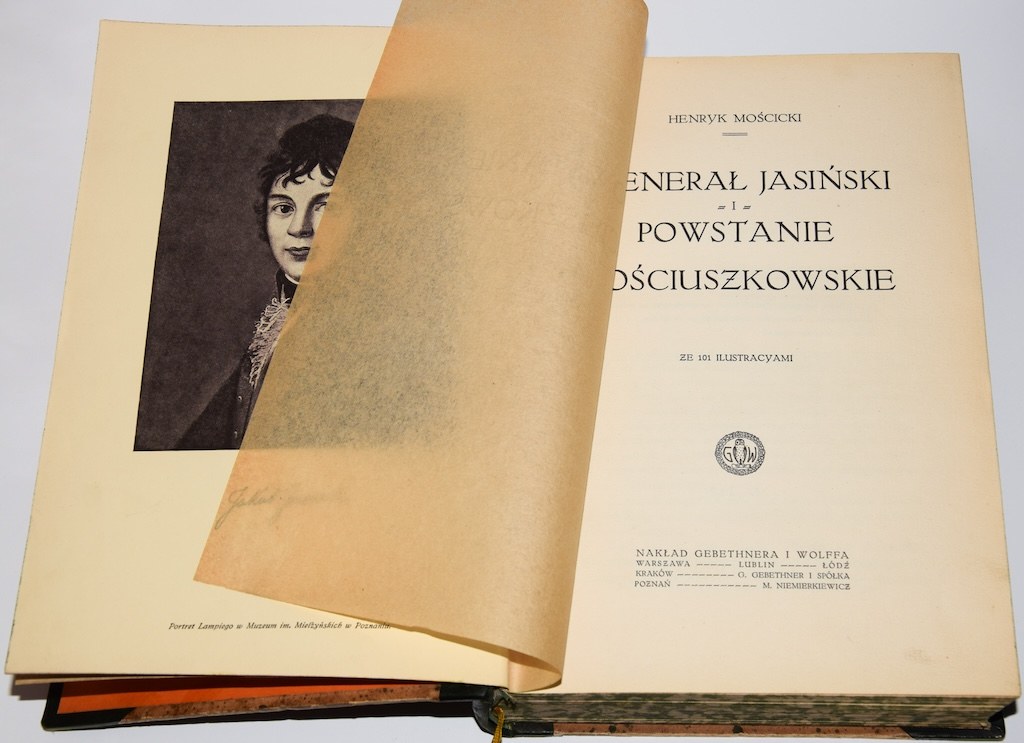 Portret Lampiego w Muzeum im. Mielżyńskich w Poznaniu.
HENRYK MOŚCICKI
ENERAŁ JASIŃSKI
I
POWSTANIE
OŚCIUSZKOWSKIE
ZE 101 ILUSTRACYAMI
G W
NAKŁAD GEBETHNERA I WOLFFA
WARSZAWA ––––– LUBLIN ––––– ŁÓDŹ
KRAKÓW –––––––– G. GEBETHNER I SPÓŁKA
POZNAŃ ––––––––––– M. NIEMIERKIEWICZ